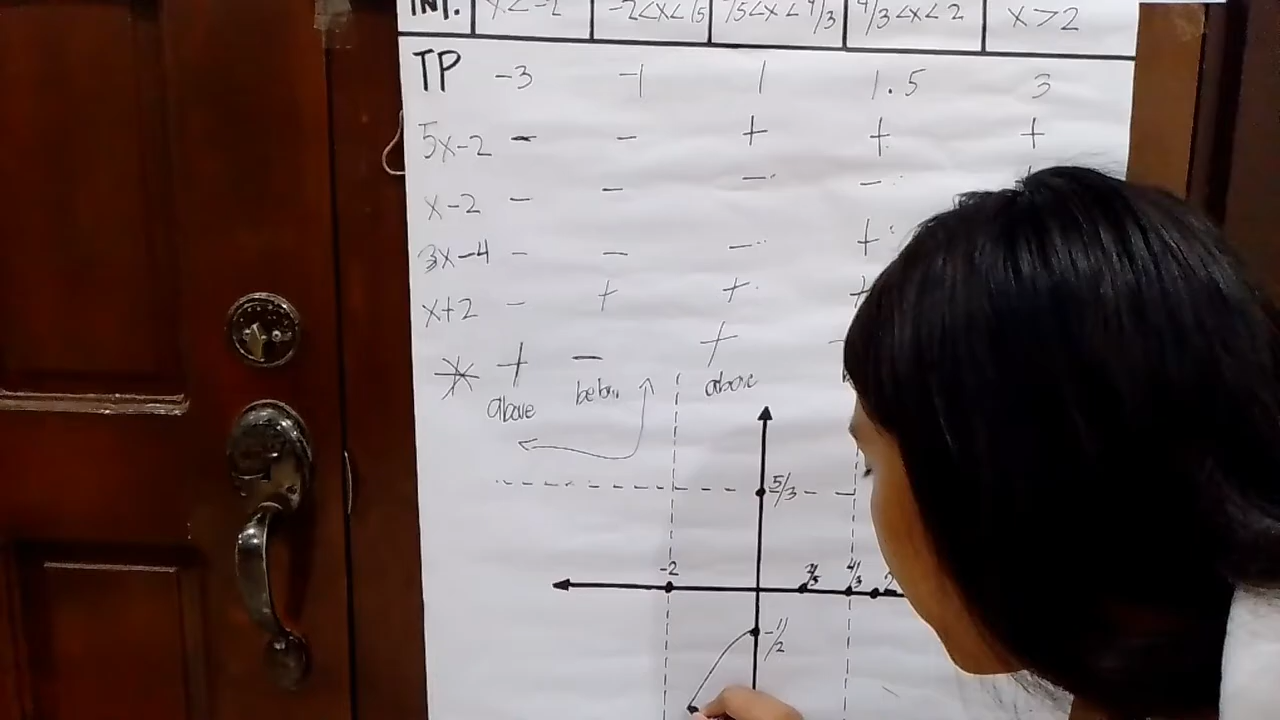 INT. x<-2 -2<x<2/5 2/5<x<4/3 4/3<x<2 x>2
TP -3 -1 1 1.5 3
5x-2 - - + + +
x-2 - - - -
3x-4 - - - +
x+2 - + + +
* + - +
above below above
5/3
-2 2/5 4/3 2
-1/2